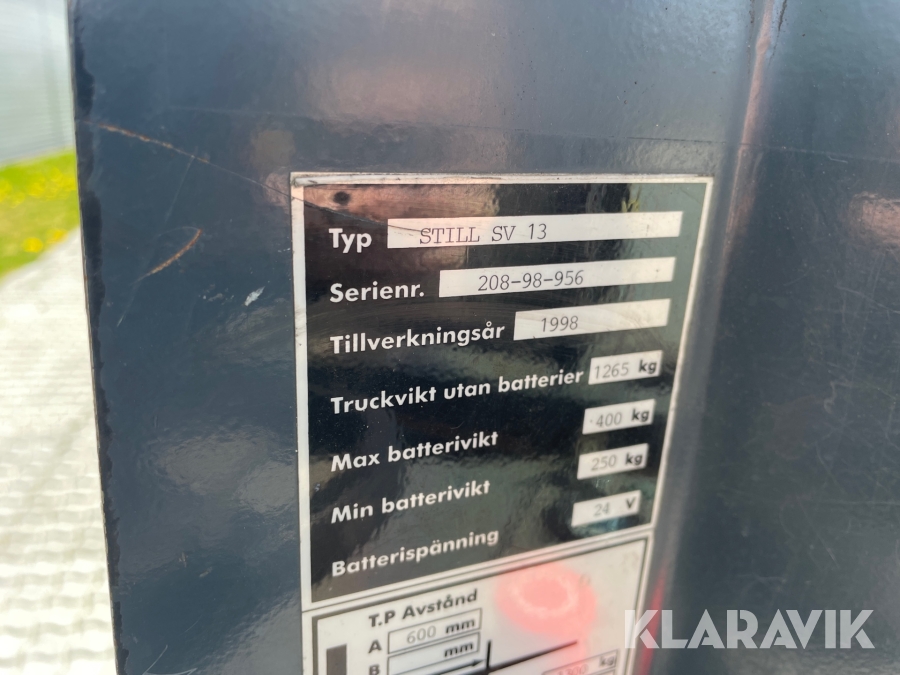 Typ STILL SV 13
Serienr. 208-98-956
Tillverkningsår 1998
Truckvikt utan batterier 1265 kg
Max batterivikt 400 kg
Min batterivikt 250 kg
Batterispänning 24 V
T.P Avstånd
A 600 mm
B mm
kg
KLARAVIK